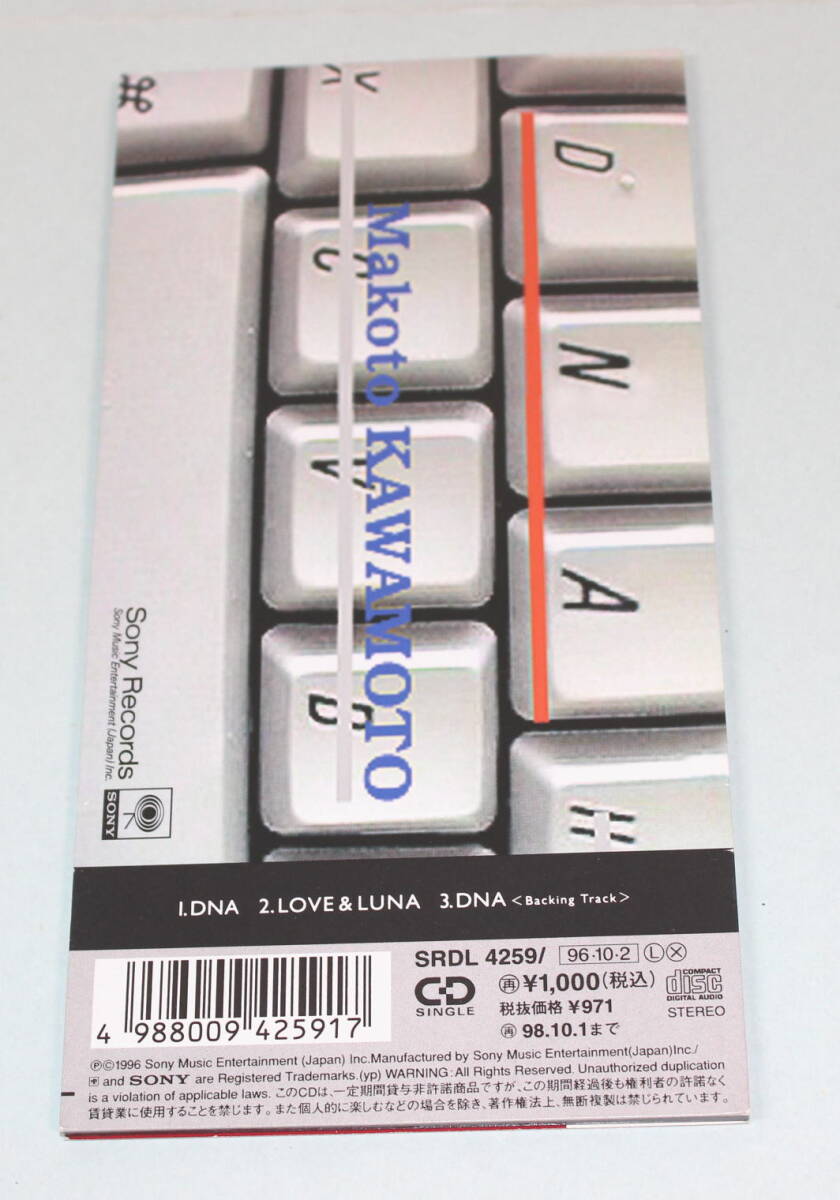 ⌘
X
C
V
B
D
N
A
H
Makoto KAWAMOTO
Sony Records
Sony Music Entertainment (Japan) Inc.
SONY
1.DNA 2.LOVE & LUNA 3.DNA <Backing Track>
4 988009 425917
SRDL 4259/ 96·10·2 Ⓛ Ⓧ
CD SINGLE
再 ¥1,000(税込)
税抜価格 ¥971
再 98.10.1まで
COMPACT disc DIGITAL AUDIO
STEREO
℗©1996 Sony Music Entertainment (Japan) Inc.Manufactured by Sony Music Entertainment(Japan)Inc./
and SONY are Registered Trademarks.(yp) WARNING: All Rights Reserved. Unauthorized duplication
is a violation of applicable laws. このCDは、一定期間貸与非許諾商品ですが、この期間経過後も権利者の許諾なく
賃貸業に使用することを禁じます。また個人的に楽しむなどの場合を除き、著作権法上、無断複製は禁じられています。